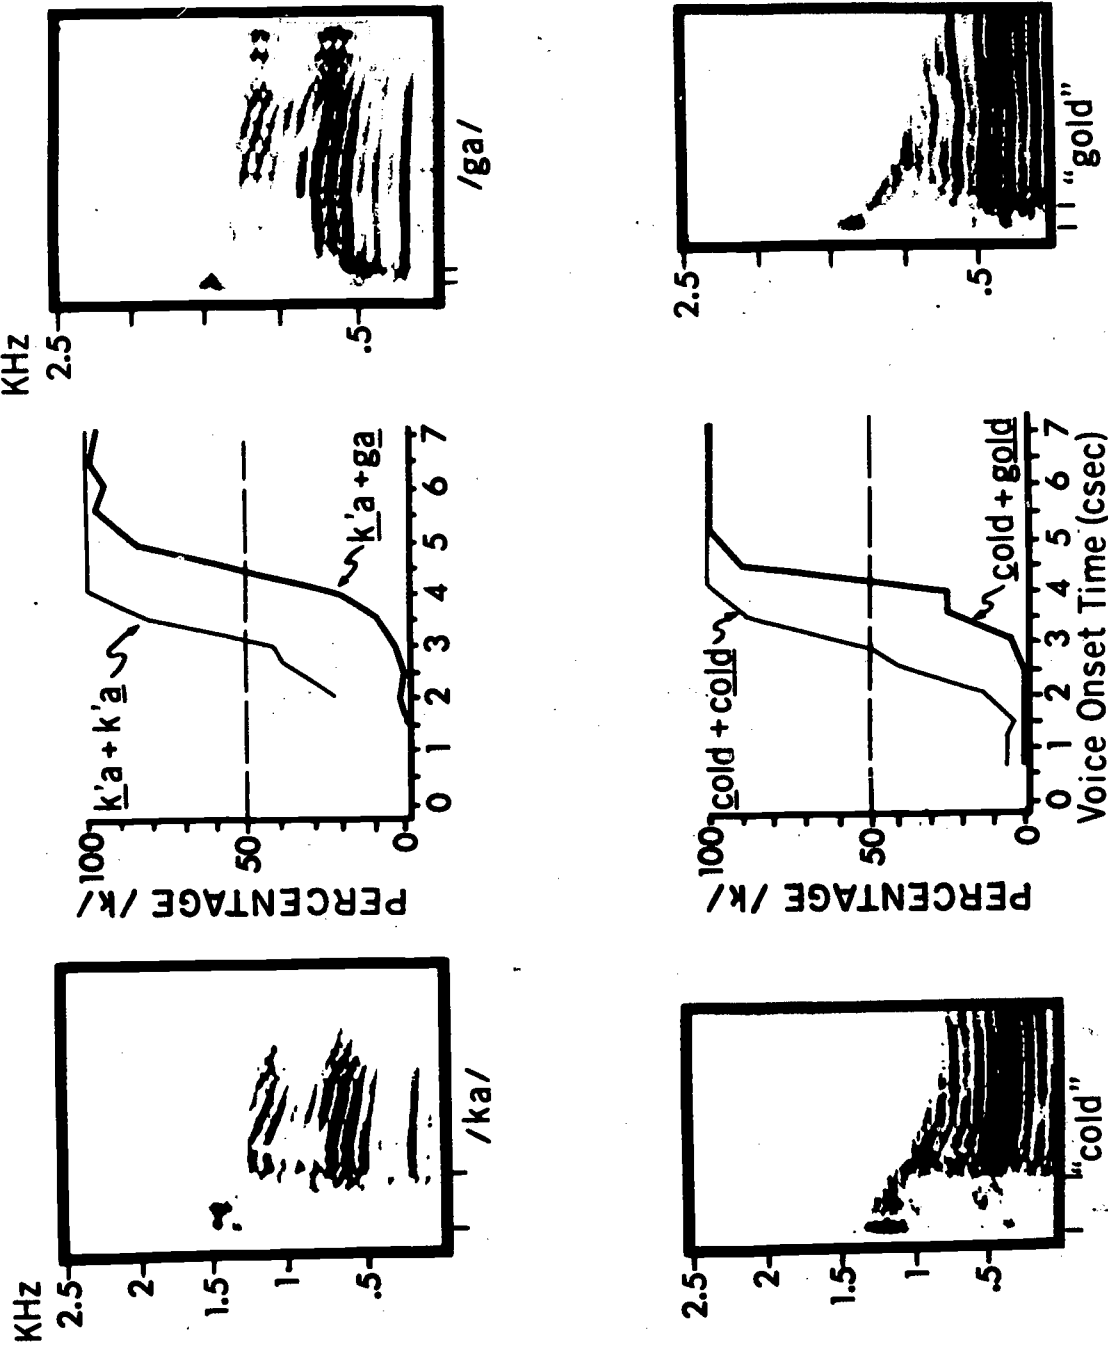 KHz
2.5
2
1.5
1
.5
/ka/
PERCENTAGE /k/
100
50
0
k'a + k'a
k'a + ga
0 1 2 3 4 5 6 7
KHz
2.5
.5
/ga/
2.5
2
1.5
1
.5
"cold"
PERCENTAGE /k/
100
50
0
cold + cold
cold + gold
0 1 2 3 4 5 6 7
Voice Onset Time (csec)
2.5
.5
"gold"